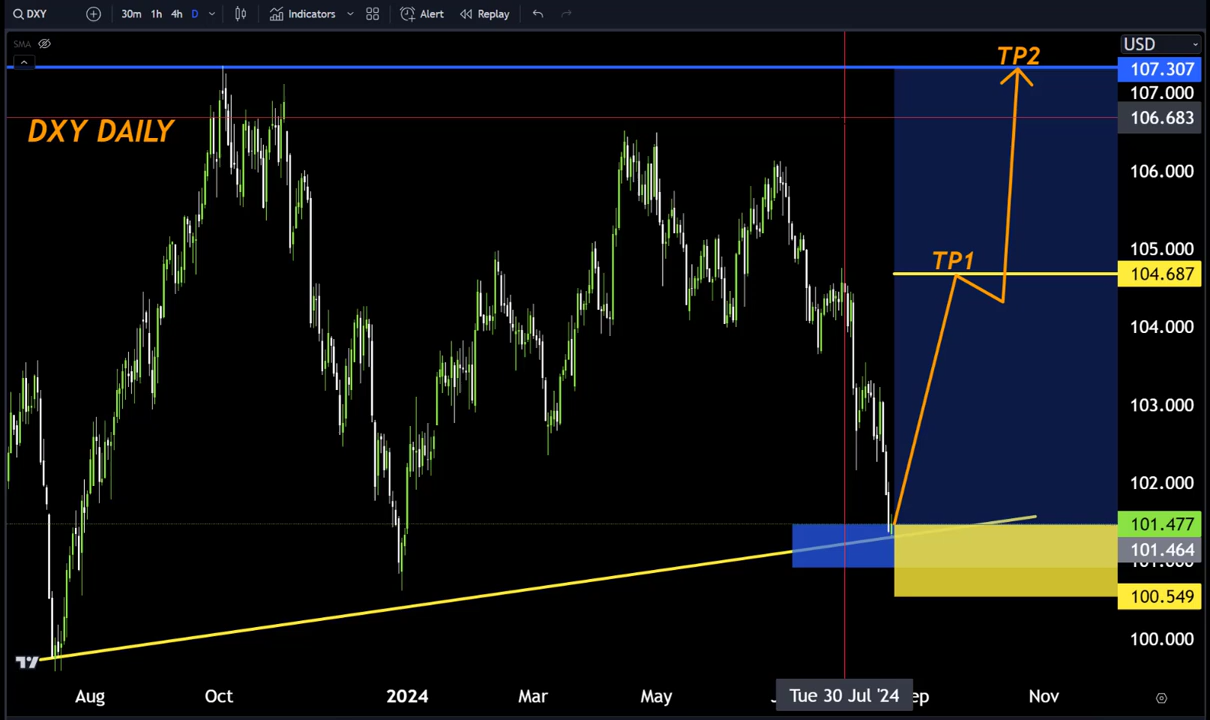 DXY 30m 1h 4h D Indicators Alert Replay
SMA
USD
TP2
107.307
107.000
DXY DAILY
106.683
106.000
105.000
TP1
104.687
104.000
103.000
102.000
101.477
101.464
101.000
100.549
100.000
Aug Oct 2024 Mar May Tue 30 Jul '24 Nov